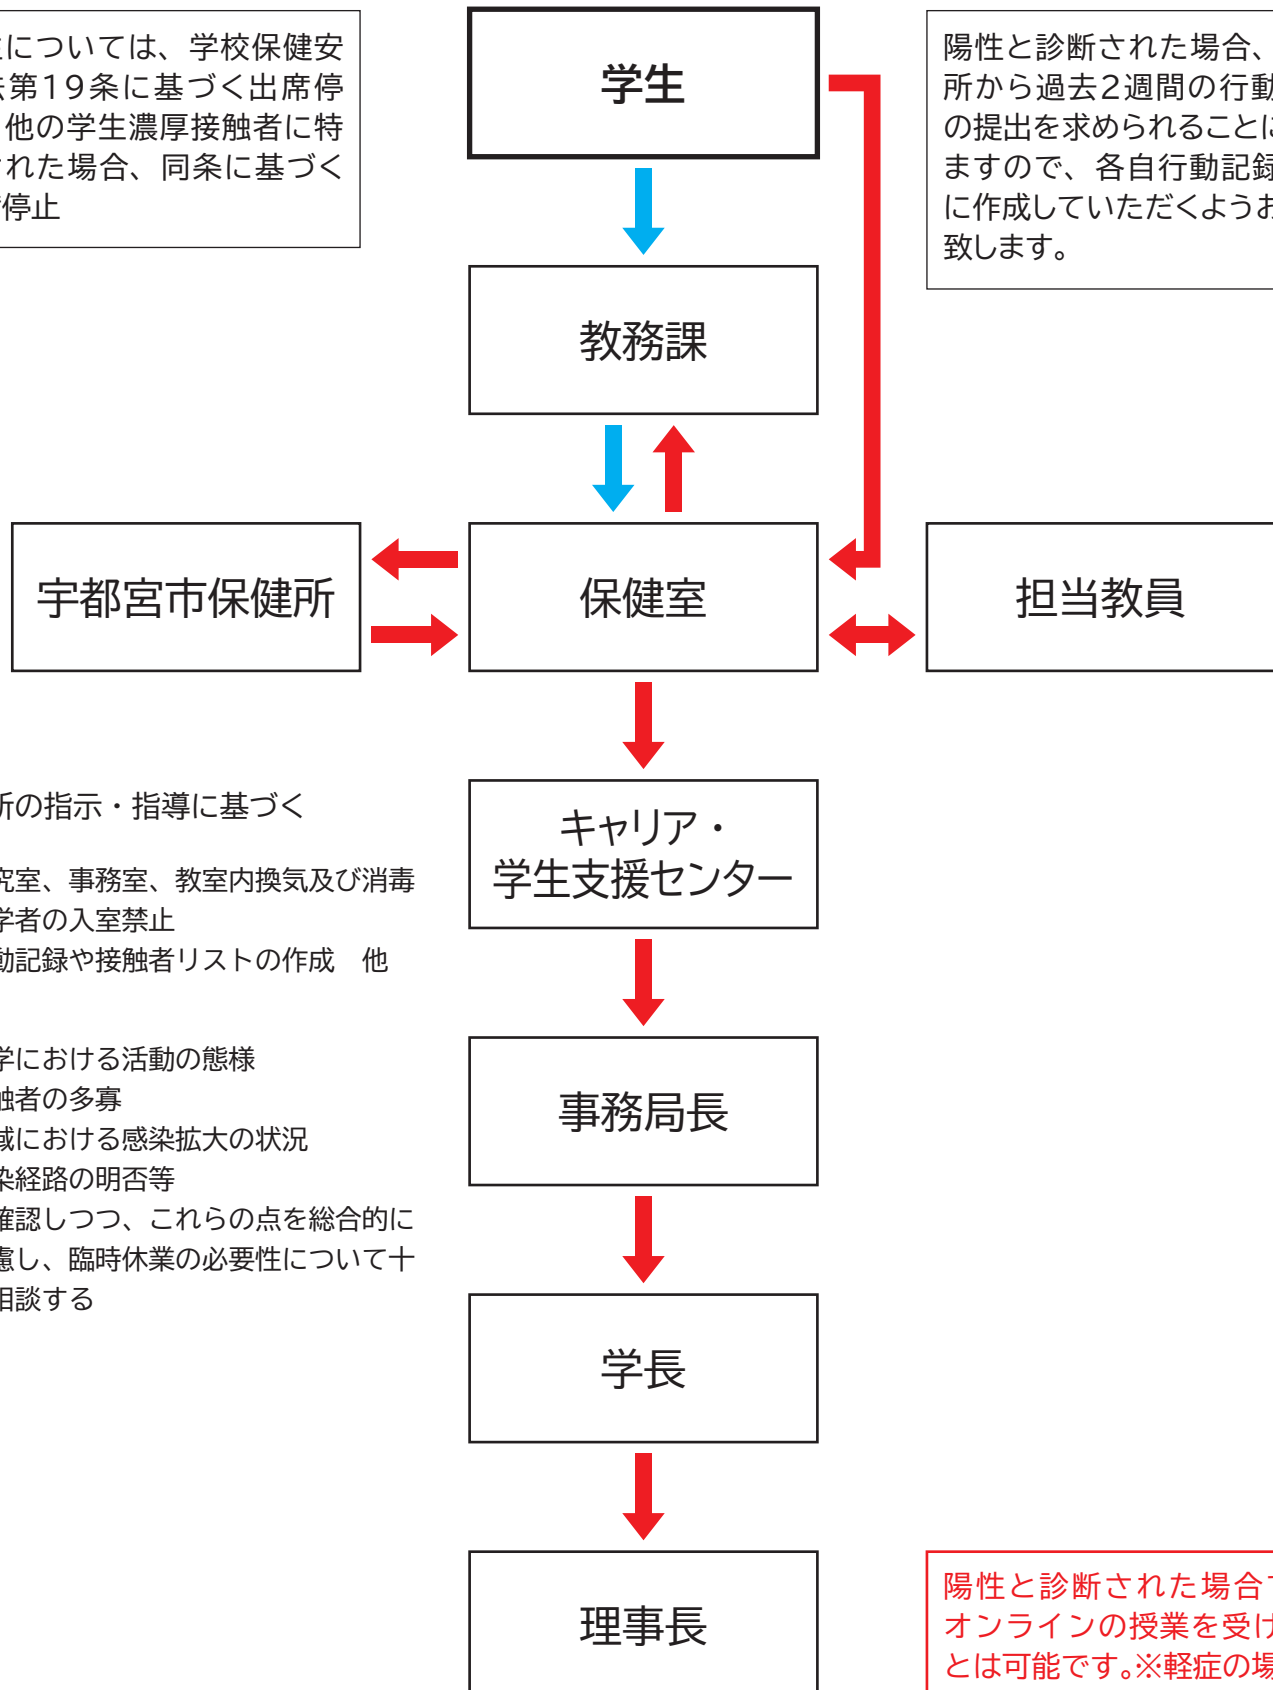 については、学校保健安
第19条に基づく出席停
他の学生濃厚接触者に特
れた場合、同条に基づく
停止
学生
陽性と診断された場合、
所から過去2週間の行動
の提出を求められることに
ますので、各自行動記録
に作成していただくようお
致します。
教務課
宇都宮市保健所
保健室
担当教員
所の指示・指導に基づく
究室、事務室、教室内換気及び消毒
学者の入室禁止
動記録や接触者リストの作成　他
キャリア・
学生支援センター
学における活動の態様
触者の多寡
域における感染拡大の状況
染経路の明否等
確認しつつ、これらの点を総合的に
慮し、臨時休業の必要性について十
相談する
事務局長
学長
理事長
陽性と診断された場合
オンラインの授業を受け
とは可能です。※軽症の場